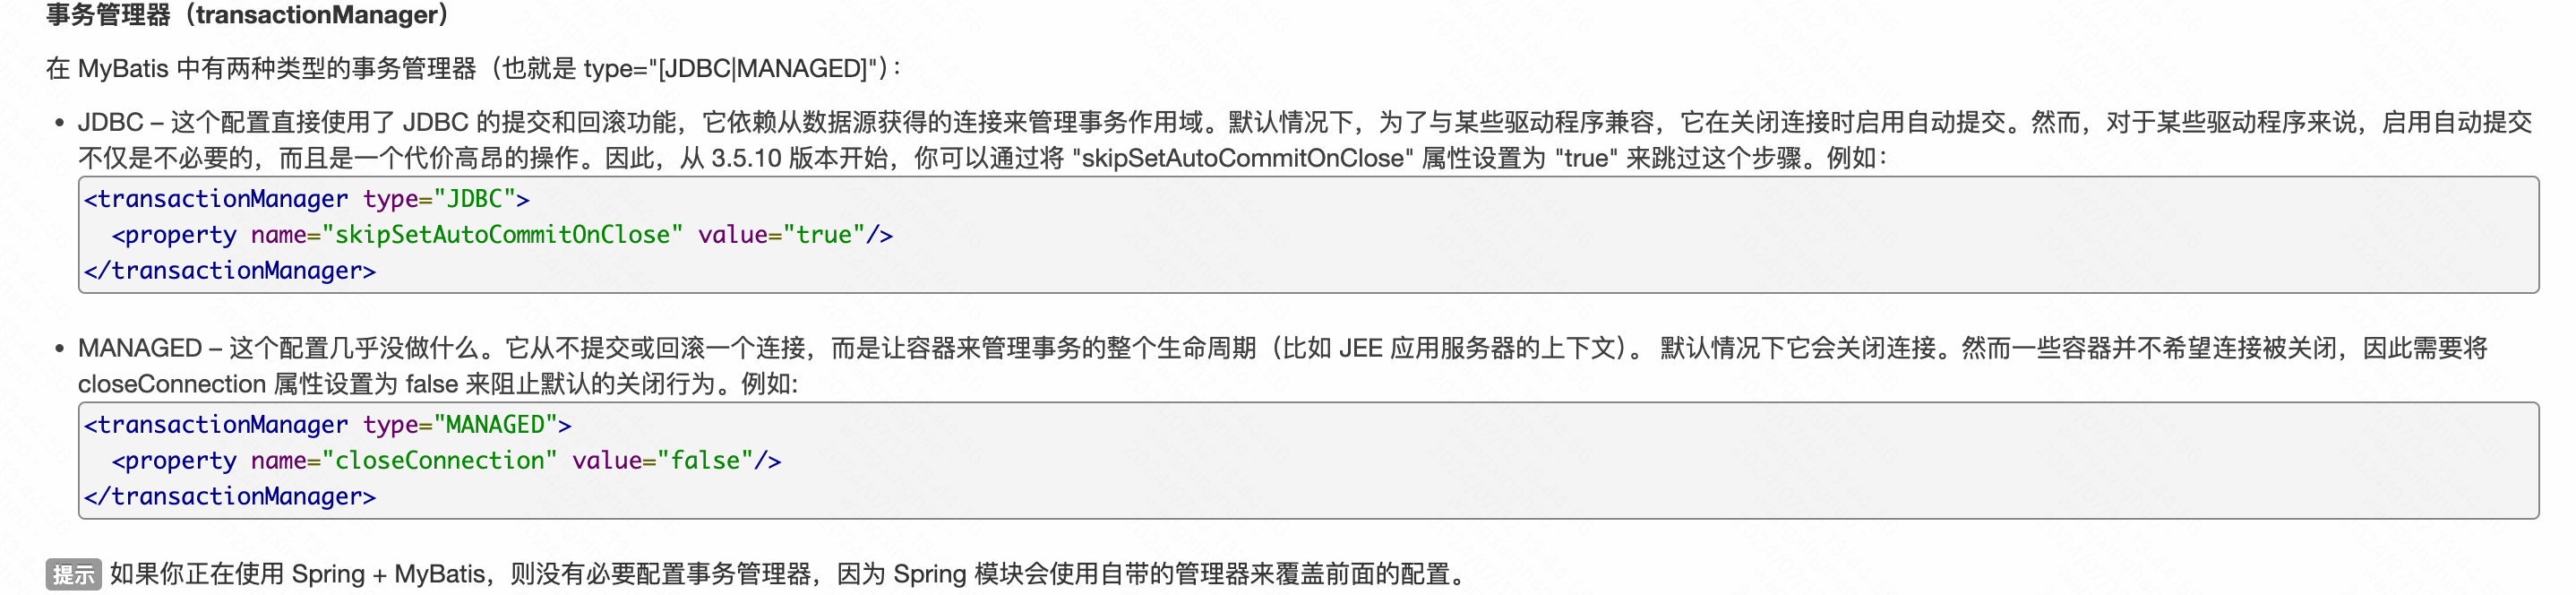 事务管理器（transactionManager）
在 MyBatis 中有两种类型的事务管理器（也就是 type="[JDBC|MANAGED]"）：
• JDBC – 这个配置直接使用了 JDBC 的提交和回滚功能，它依赖从数据源获得的连接来管理事务作用域。默认情况下，为了与某些驱动程序兼容，它在关闭连接时启用自动提交。然而，对于某些驱动程序来说，启用自动提交
不仅是不必要的，而且是一个代价高昂的操作。因此，从 3.5.10 版本开始，你可以通过将 "skipSetAutoCommitOnClose" 属性设置为 "true" 来跳过这个步骤。例如：
<transactionManager type="JDBC">
  <property name="skipSetAutoCommitOnClose" value="true"/>
</transactionManager>
• MANAGED – 这个配置几乎没做什么。它从不提交或回滚一个连接，而是让容器来管理事务的整个生命周期（比如 JEE 应用服务器的上下文）。 默认情况下它会关闭连接。然而一些容器并不希望连接被关闭，因此需要将
closeConnection 属性设置为 false 来阻止默认的关闭行为。例如:
<transactionManager type="MANAGED">
  <property name="closeConnection" value="false"/>
</transactionManager>
提示 如果你正在使用 Spring + MyBatis，则没有必要配置事务管理器，因为 Spring 模块会使用自带的管理器来覆盖前面的配置。